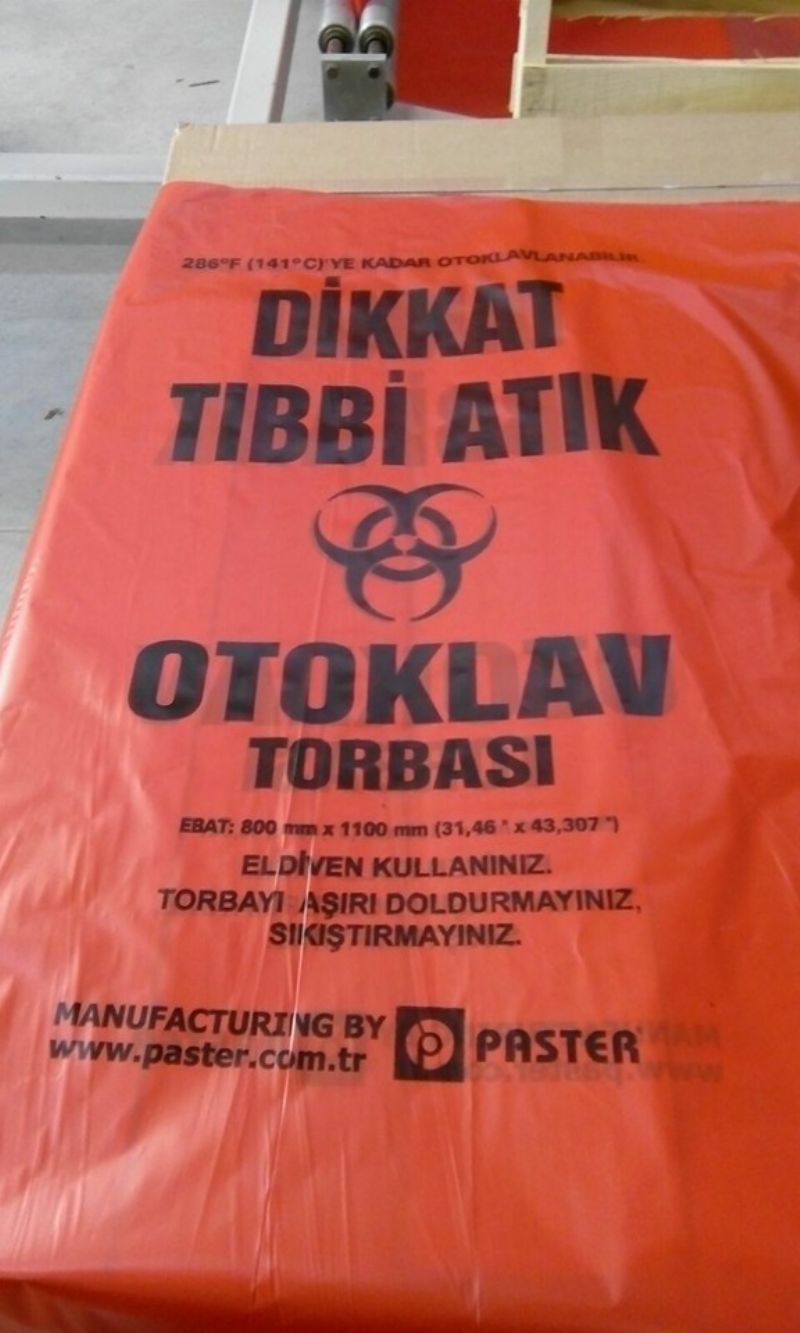 286°F (141°C)'YE KADAR OTOKLAVLANABİLİR
DİKKAT
TIBBİ ATIK
OTOKLAV
TORBASI
EBAT: 800 mm x 1100 mm (31,46 " x 43,307 ")
ELDİVEN KULLANINIZ.
TORBAYI AŞIRI DOLDURMAYINIZ,
SIKIŞTIRMAYINIZ.
MANUFACTURING BY
www.paster.com.tr
PASTER